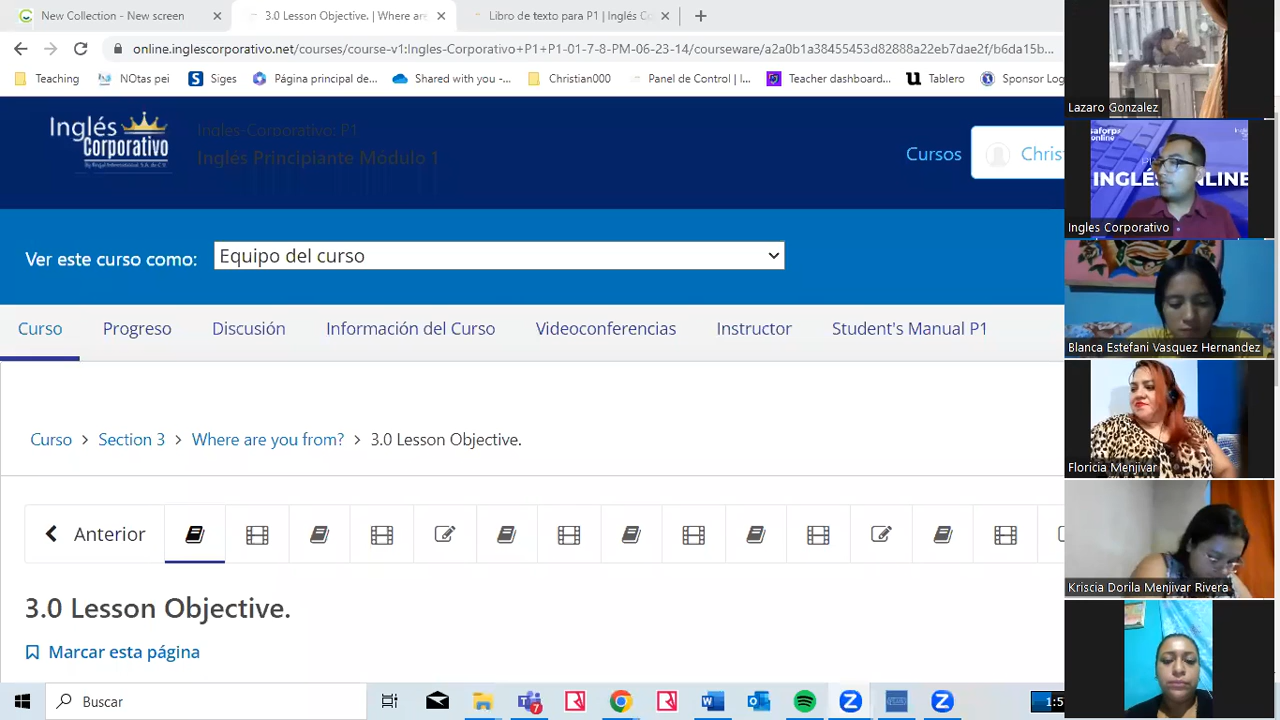 New Collection - New screen
3.0 Lesson Objective. | Where are
Libro de texto para P1 | Inglés Co
online.inglescorporativo.net/courses/course-v1:Ingles-Corporativo+P1+P1-01-7-8-PM-06-23-14/courseware/a2a0b1a38455453d82888a22eb7dae2f/b6da15b...
Teaching
NOtas pei
Siges
Página principal de...
Shared with you -...
Christian000
Panel de Control | I...
Teacher dashboard...
Tablero
Sponsor Log
Inglés Corporativo
Ingles-Corporativo: P1
Inglés Principiante Módulo 1
Cursos
Chris
Ver este curso como:
Equipo del curso
Curso
Progreso
Discusión
Información del Curso
Videoconferencias
Instructor
Student's Manual P1
Curso > Section 3 > Where are you from? > 3.0 Lesson Objective.
Anterior
3.0 Lesson Objective.
Marcar esta página
Buscar
1:5
Lazaro Gonzalez
saforp
online
INGLÉS ONLINE
Ingles Corporativo
Blanca Estefani Vasquez Hernandez
Floricia Menjivar
Kriscia Dorila Menjivar Rivera